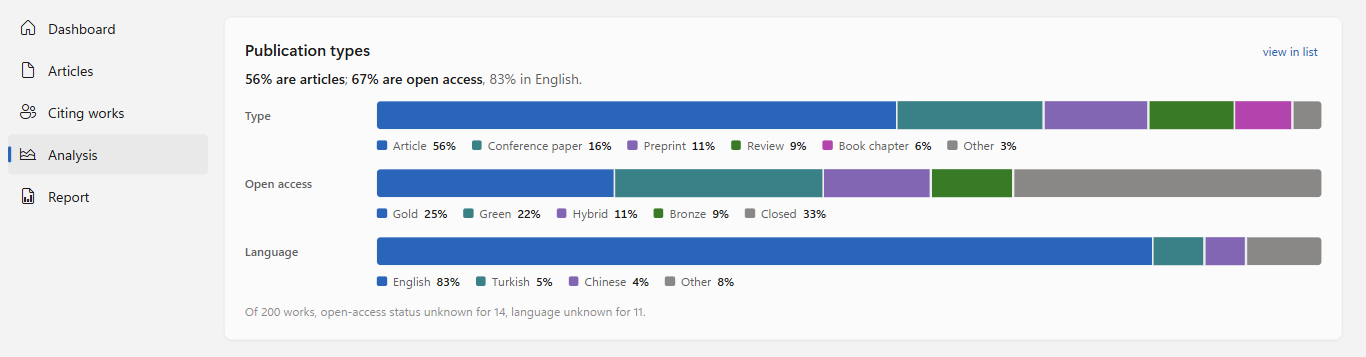 Dashboard
Articles
Citing works
Analysis
Report
Publication types
view in list
56% are articles; 67% are open access, 83% in English.
Type
Article 56% Conference paper 16% Preprint 11% Review 9% Book chapter 6% Other 3%
Open access
Gold 25% Green 22% Hybrid 11% Bronze 9% Closed 33%
Language
English 83% Turkish 5% Chinese 4% Other 8%
Of 200 works, open-access status unknown for 14, language unknown for 11.